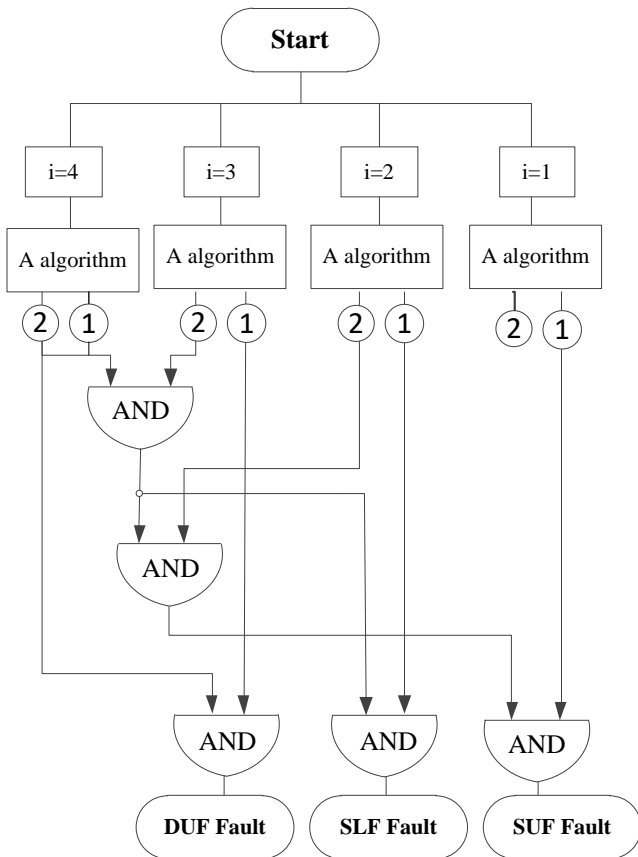 Start
i=4 i=3 i=2 i=1
A algorithm A algorithm A algorithm A algorithm
2 1 2 1 2 1 2 1
AND
AND
AND AND AND
DUF Fault SLF Fault SUF Fault